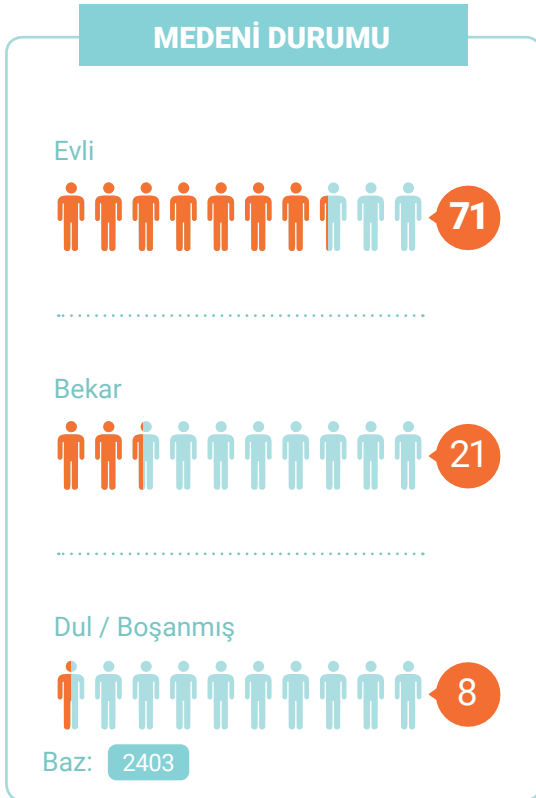 MEDENİ DURUMU
Evli
71
Bekar
21
Dul / Boşanmış
8
Baz: 2403